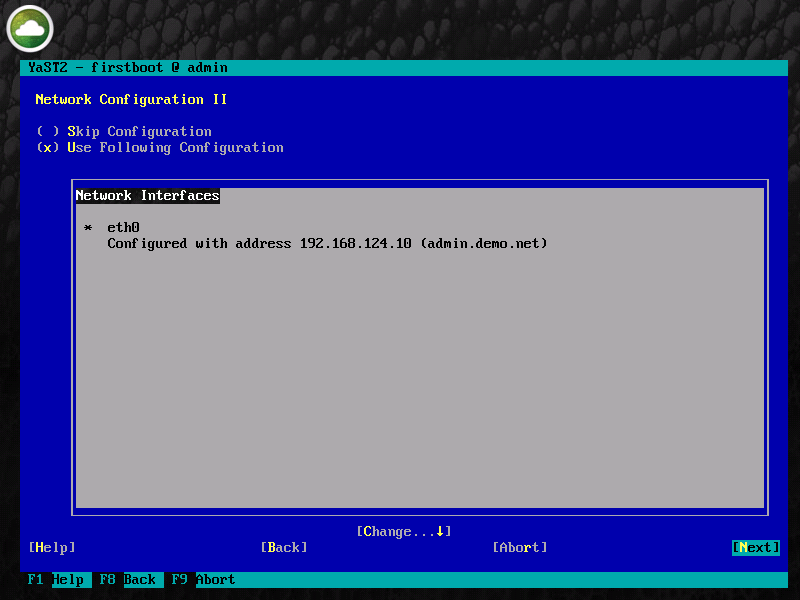 YaST2 - firstboot @ admin
Network Configuration II
( ) Skip Configuration
(x) Use Following Configuration
Network Interfaces
* eth0
Configured with address 192.168.124.10 (admin.demo.net)
[Change...↓]
[Help] [Back] [Abort] [Next]
F1 Help F8 Back F9 Abort